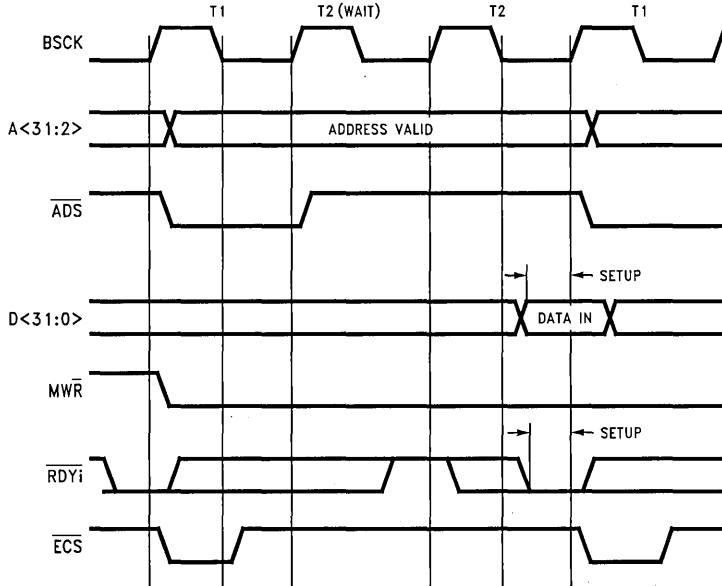 T1 T2 (WAIT) T2 T1
BSCK
A<31:2> ADDRESS VALID
ADS
SETUP
D<31:0> DATA IN
MWR
SETUP
RDYi
ECS